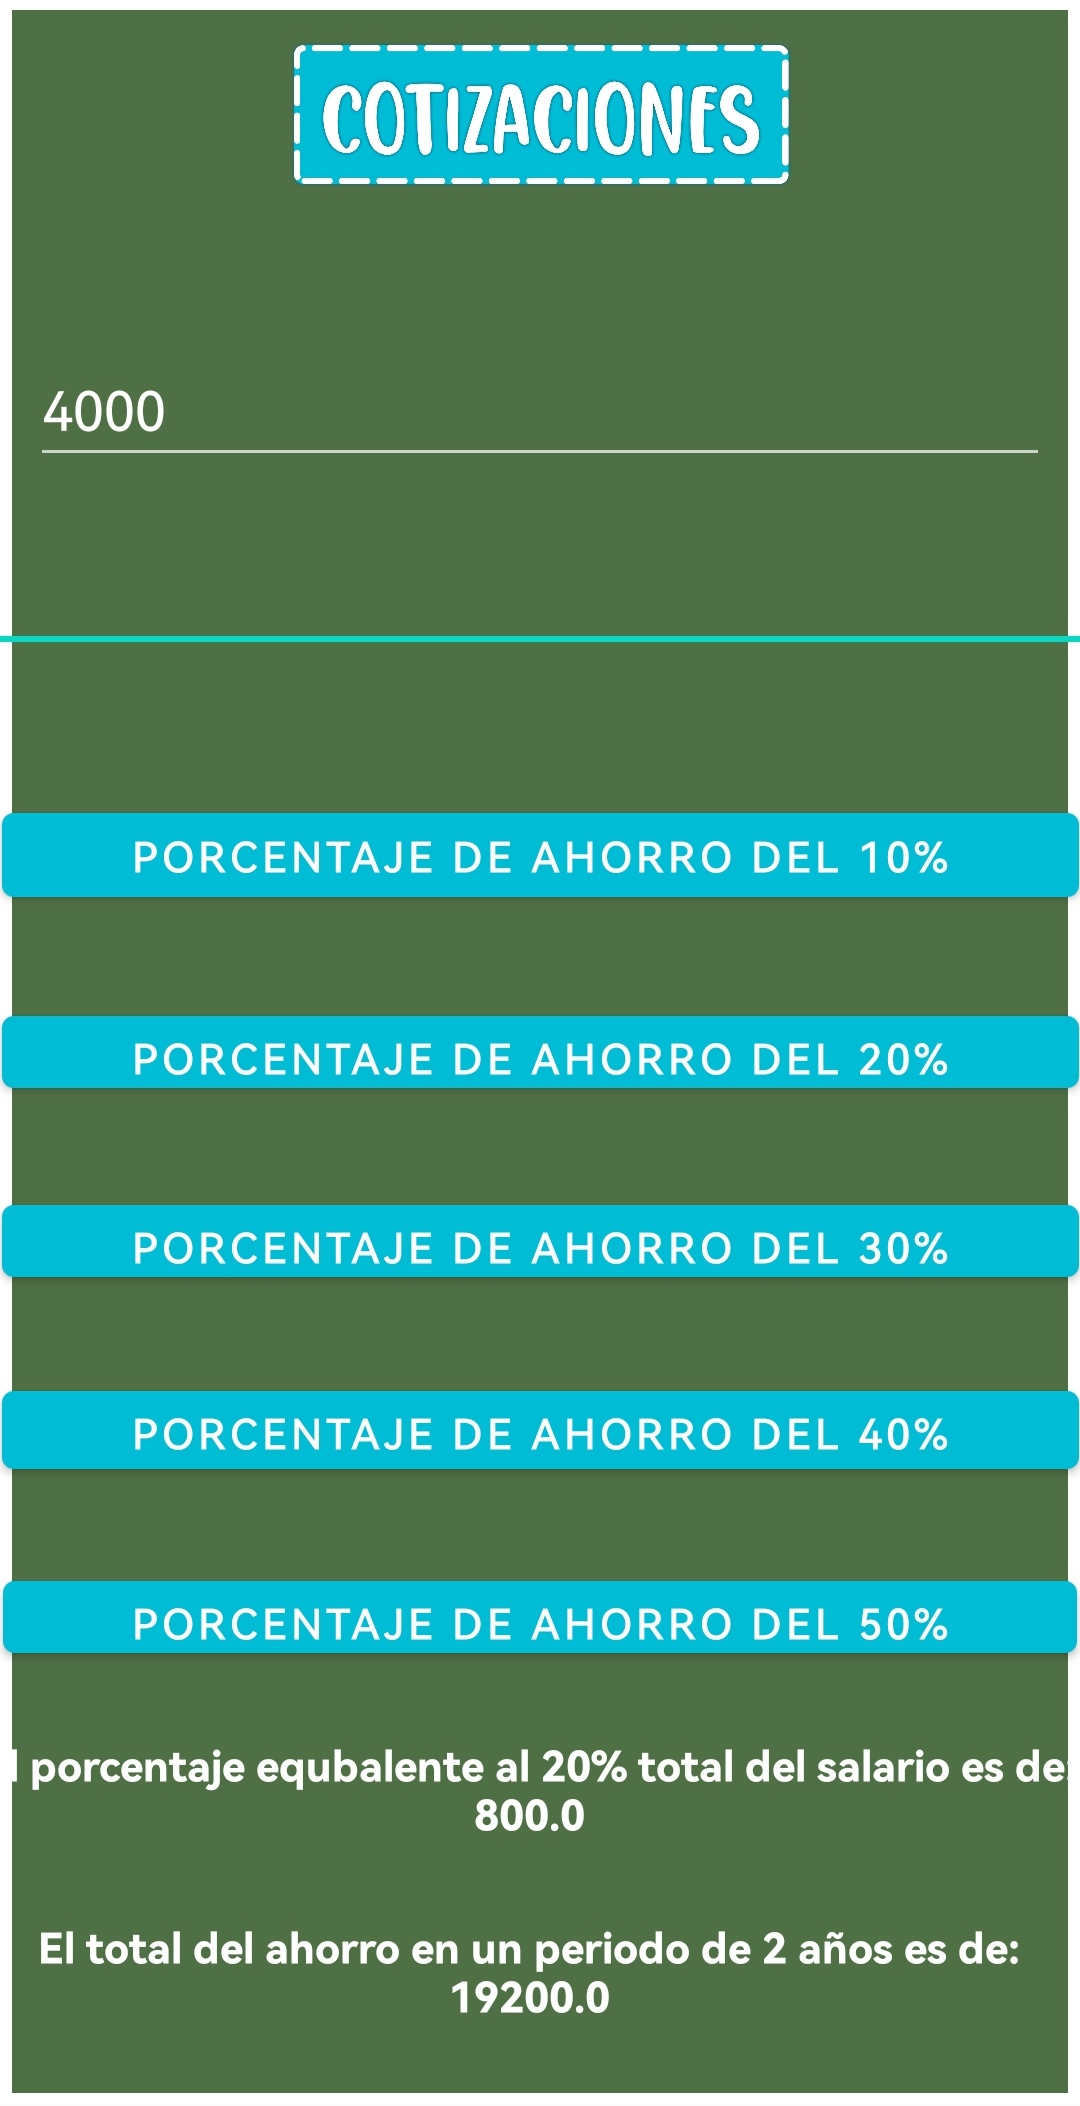 COTIZACIONES
4000
PORCENTAJE DE AHORRO DEL 10%
PORCENTAJE DE AHORRO DEL 20%
PORCENTAJE DE AHORRO DEL 30%
PORCENTAJE DE AHORRO DEL 40%
PORCENTAJE DE AHORRO DEL 50%
l porcentaje equbalente al 20% total del salario es de:
800.0
El total del ahorro en un periodo de 2 años es de:
19200.0